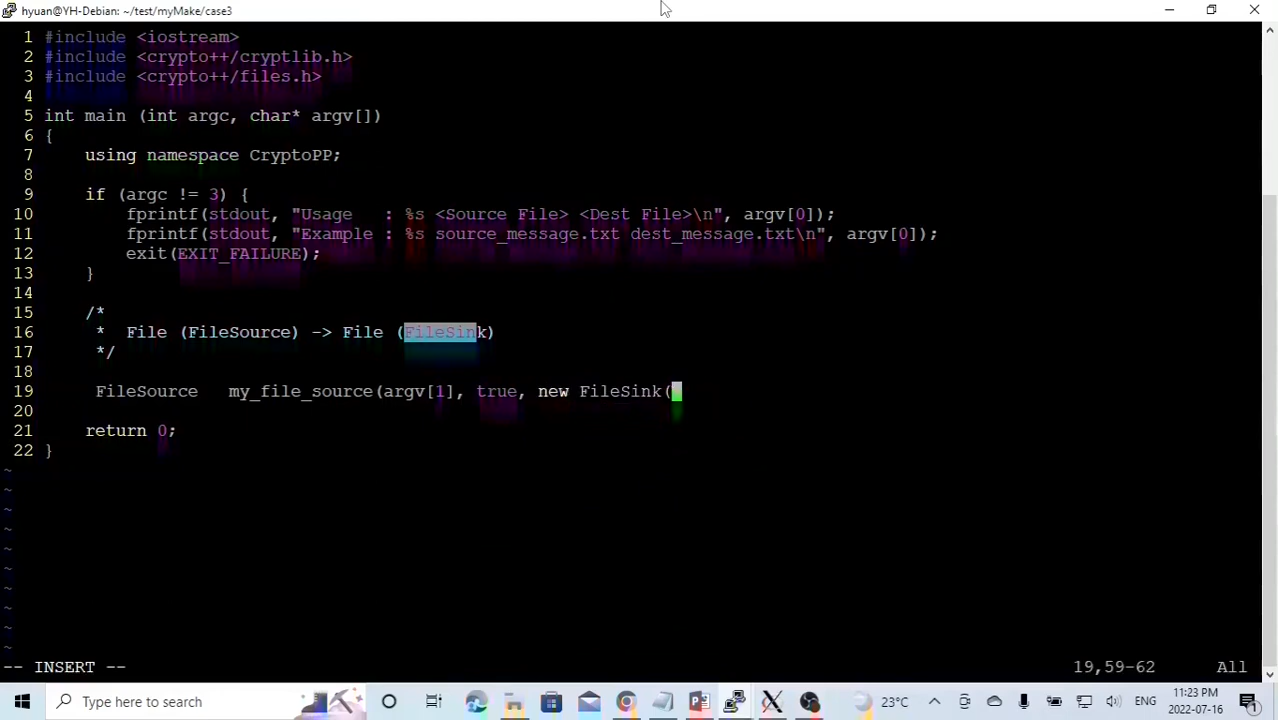 hyuan@YH-Debian: ~/test/myMake/case3
1 #include <iostream>
2 #include <crypto++/cryptlib.h>
3 #include <crypto++/files.h>
4
5 int main (int argc, char* argv[])
6 {
7 using namespace CryptoPP;
8
9 if (argc != 3) {
10 fprintf(stdout, "Usage   : %s <Source File> <Dest File>\n", argv[0]);
11 fprintf(stdout, "Example : %s source_message.txt dest_message.txt\n", argv[0]);
12 exit(EXIT_FAILURE);
13 }
14
15 /*
16 *  File (FileSource) -> File (FileSink)
17 */
18
19 FileSource   my_file_source(argv[1], true, new FileSink(
20
21 return 0;
22 }
~
~
~
~
~
~
~
~
~
~
-- INSERT -- 19,59-62 All
Type here to search 23°C ENG 11:23 PM
2022-07-16 1